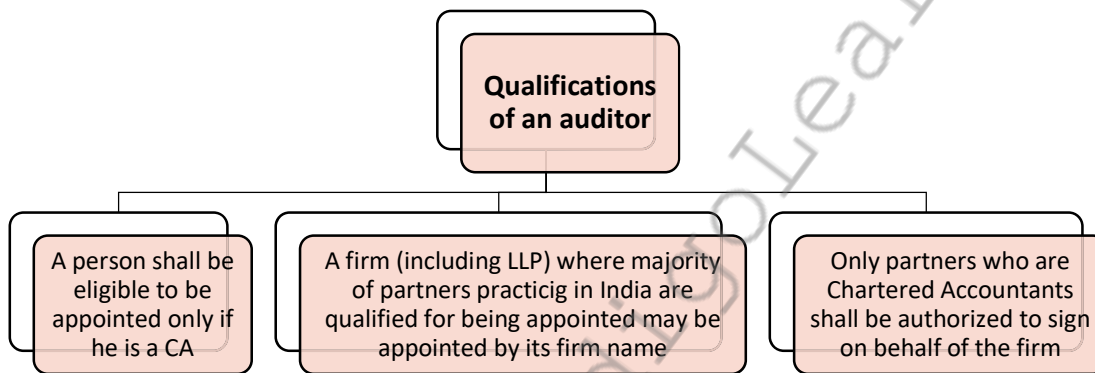 Qualifications
of an auditor
A person shall be
eligible to be
appointed only if
he is a CA
A firm (including LLP) where majority
of partners practicig in India are
qualified for being appointed may be
appointed by its firm name
Only partners who are
Chartered Accountants
shall be authorized to sign
on behalf of the firm